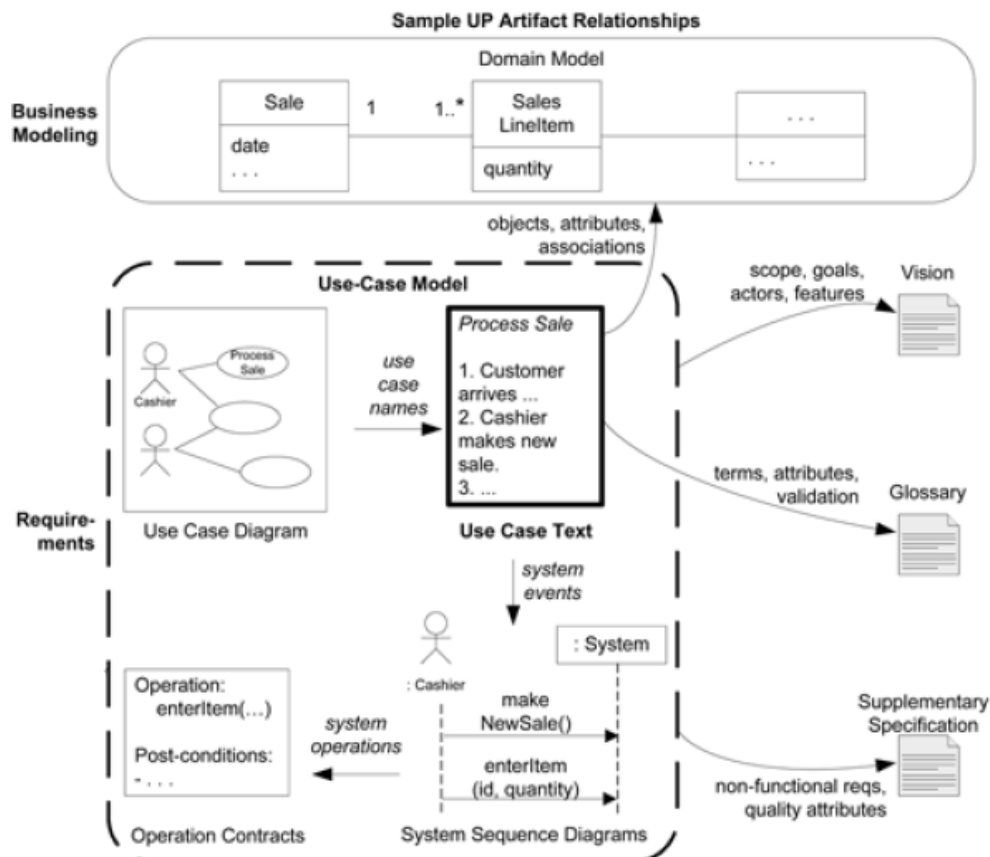 Sample UP Artifact Relationships
Domain Model
Business
Modeling
Sale
date
. . .
1
1..*
Sales
LineItem
quantity
. . .
. . .
objects, attributes,
associations
Require-
ments
Use-Case Model
Process
Sale
Cashier
Use Case Diagram
use
case
names
Process Sale
1. Customer
arrives ...
2. Cashier
makes new
sale.
3. ...
Use Case Text
scope, goals,
actors, features
Vision
terms, attributes,
validation
Glossary
system
events
: Cashier
: System
make
NewSale()
enterItem
(id, quantity)
System Sequence Diagrams
system
operations
Operation:
enterItem(…)
Post-conditions:
- . . .
Operation Contracts
Supplementary
Specification
non-functional reqs,
quality attributes